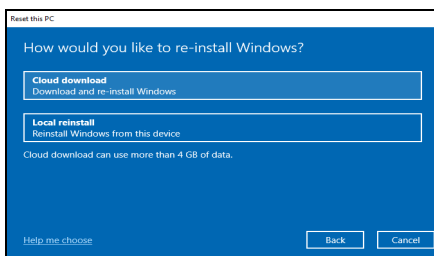 Reset this PC
How would you like to re-install Windows?
Cloud download
Download and re-install Windows
Local reinstall
Reinstall Windows from this device
Cloud download can use more than 4 GB of data.
Help me choose
Back
Cancel